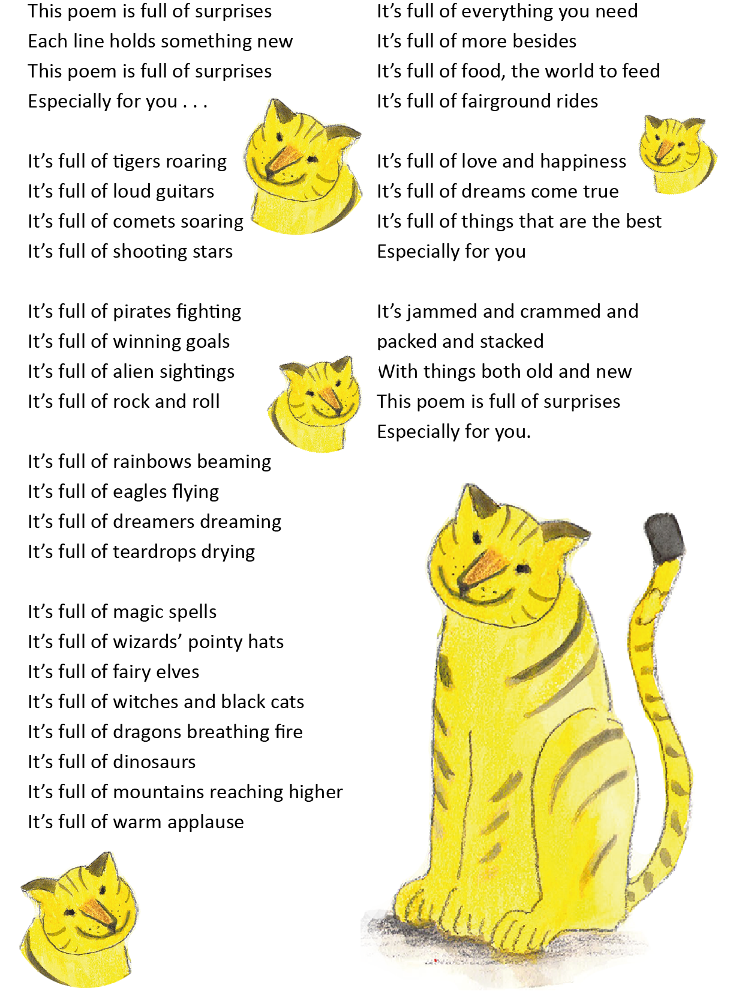 This poem is full of surprises
Each line holds something new
This poem is full of surprises
Especially for you . . .
It’s full of tigers roaring
It’s full of loud guitars
It’s full of comets soaring
It’s full of shooting stars
It’s full of pirates fighting
It’s full of winning goals
It’s full of alien sightings
It’s full of rock and roll
It’s full of rainbows beaming
It’s full of eagles flying
It’s full of dreamers dreaming
It’s full of teardrops drying
It’s full of magic spells
It’s full of wizards’ pointy hats
It’s full of fairy elves
It’s full of witches and black cats
It’s full of dragons breathing fire
It’s full of dinosaurs
It’s full of mountains reaching higher
It’s full of warm applause
It’s full of everything you need
It’s full of more besides
It’s full of food, the world to feed
It’s full of fairground rides
It’s full of love and happiness
It’s full of dreams come true
It’s full of things that are the best
Especially for you
It’s jammed and crammed and
packed and stacked
With things both old and new
This poem is full of surprises
Especially for you.